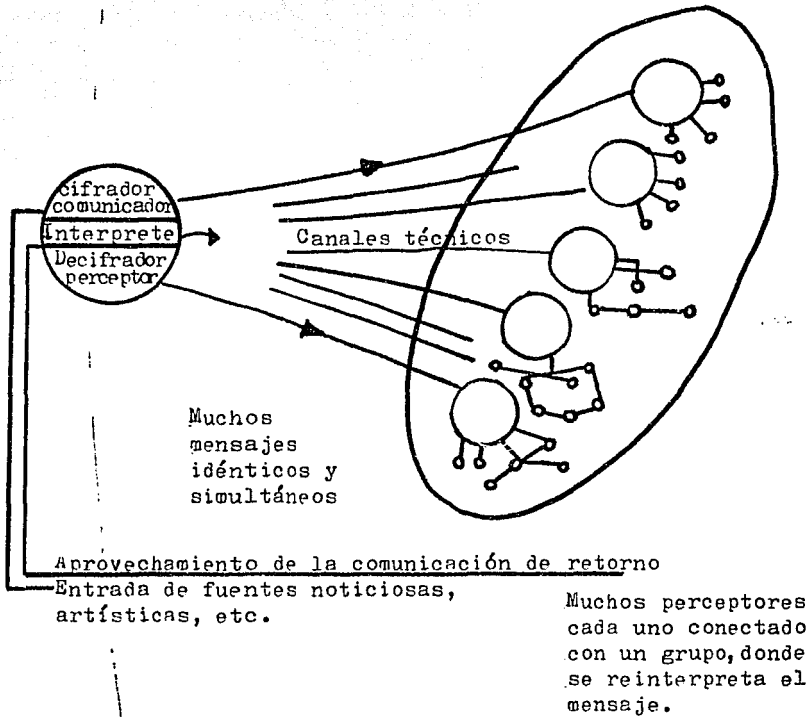 cifrador
comunicador
Interprete
Decifrador
perceptor
Canales técnicos
Muchos
mensajes
idénticos y
simultáneos
Aprovechamiento de la comunicación de retorno
Entrada de fuentes noticiosas,
artísticas, etc.
Muchos perceptores
cada uno conectado
con un grupo, donde
se reinterpreta el
mensaje.